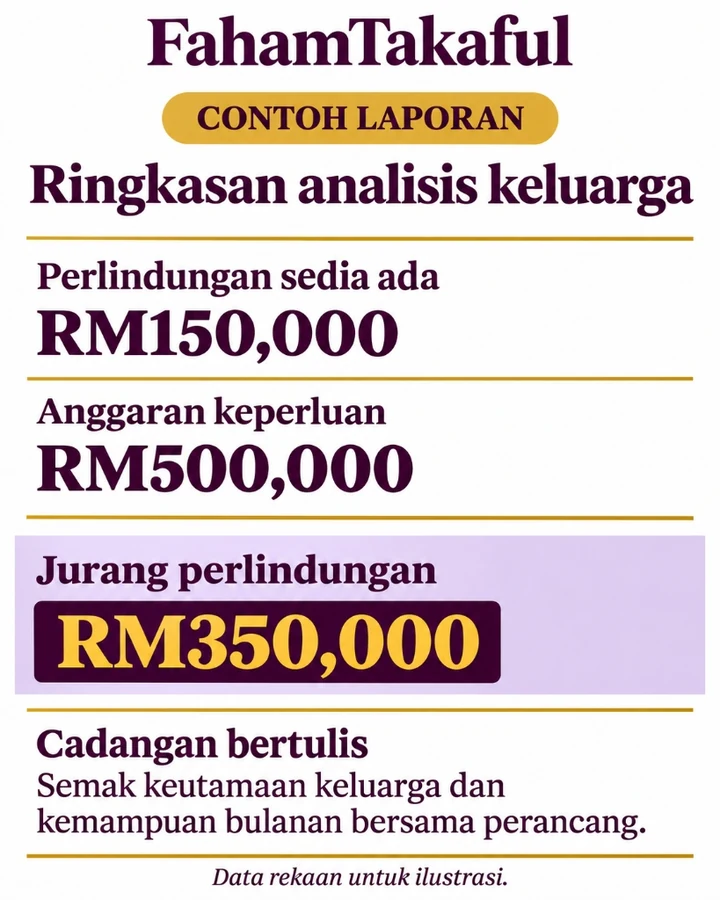 FahamTakaful
CONTOH LAPORAN
Ringkasan analisis keluarga
Perlindungan sedia ada
RM150,000
Anggaran keperluan
RM500,000
Jurang perlindungan
RM350,000
Cadangan bertulis
Semak keutamaan keluarga dan
kemampuan bulanan bersama perancang.
Data rekaan untuk ilustrasi.